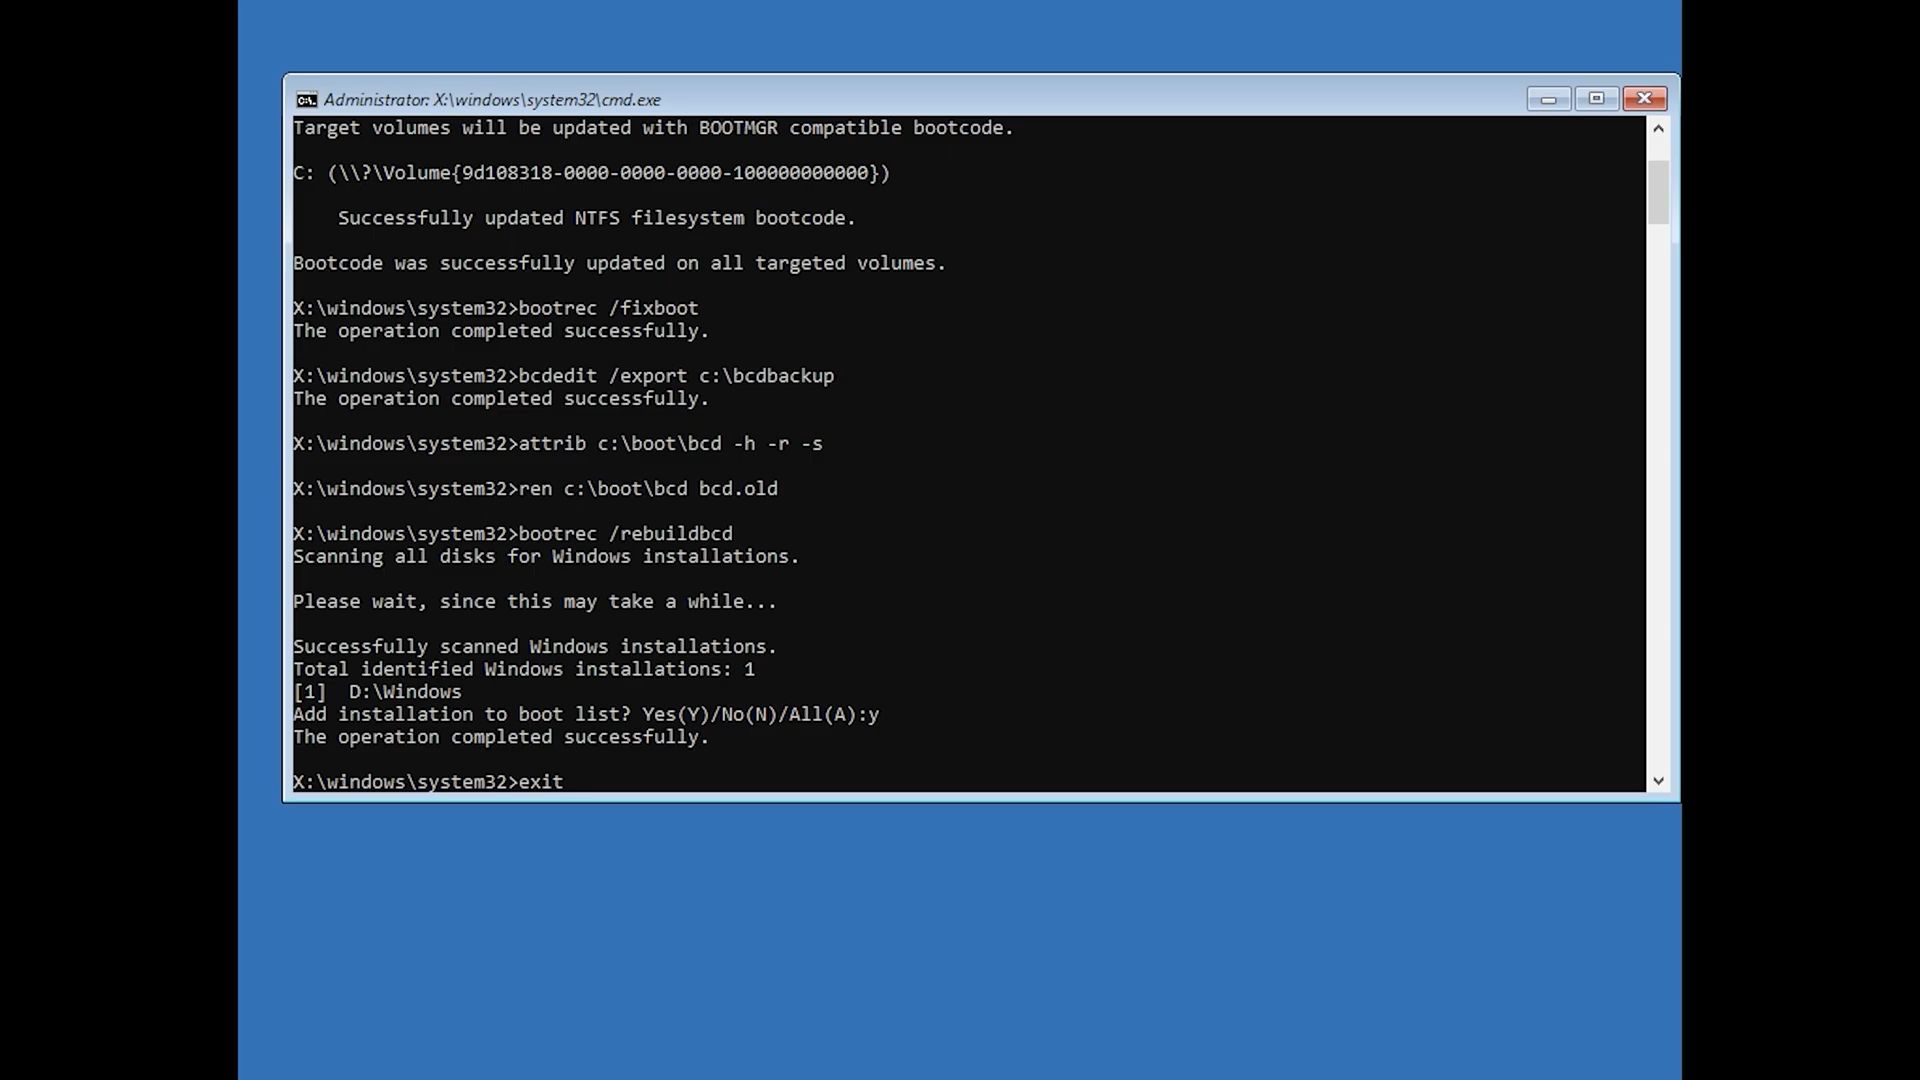 Administrator: X:\windows\system32\cmd.exe
Target volumes will be updated with BOOTMGR compatible bootcode.
C: (\\?\Volume{9d108318-0000-0000-0000-100000000000})
Successfully updated NTFS filesystem bootcode.
Bootcode was successfully updated on all targeted volumes.
X:\windows\system32>bootrec /fixboot
The operation completed successfully.
X:\windows\system32>bcdedit /export c:\bcdbackup
The operation completed successfully.
X:\windows\system32>attrib c:\boot\bcd -h -r -s
X:\windows\system32>ren c:\boot\bcd bcd.old
X:\windows\system32>bootrec /rebuildbcd
Scanning all disks for Windows installations.
Please wait, since this may take a while...
Successfully scanned Windows installations.
Total identified Windows installations: 1
[1]  D:\Windows
Add installation to boot list? Yes(Y)/No(N)/All(A):y
The operation completed successfully.
X:\windows\system32>exit